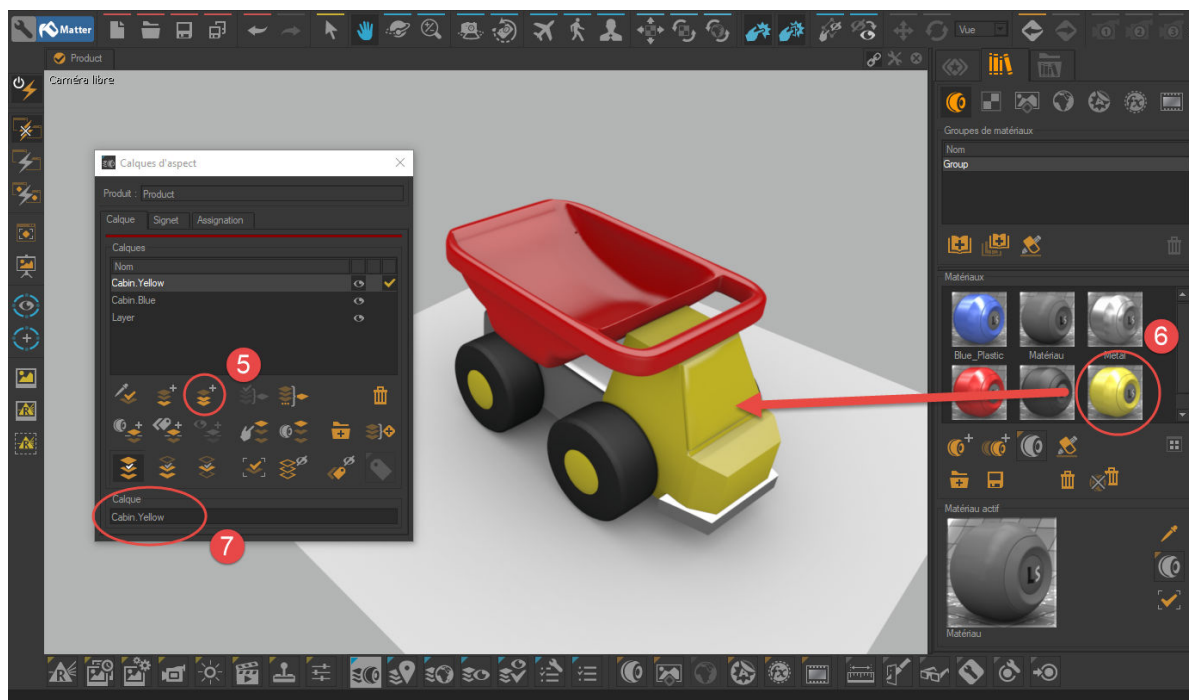 Matter
Vue
Product
Caméra libre
Calques d'aspect
Produit : Product
Calque Signet Assignation
Calques
Nom
Cabin.Yellow
Cabin.Blue
Layer
5
Calque
Cabin.Yellow
7
Groupes de matériaux
Nom
Group
Matériaux
6
Blue_Plastic Matériau Metal
Matériau actif
LS
Matériau